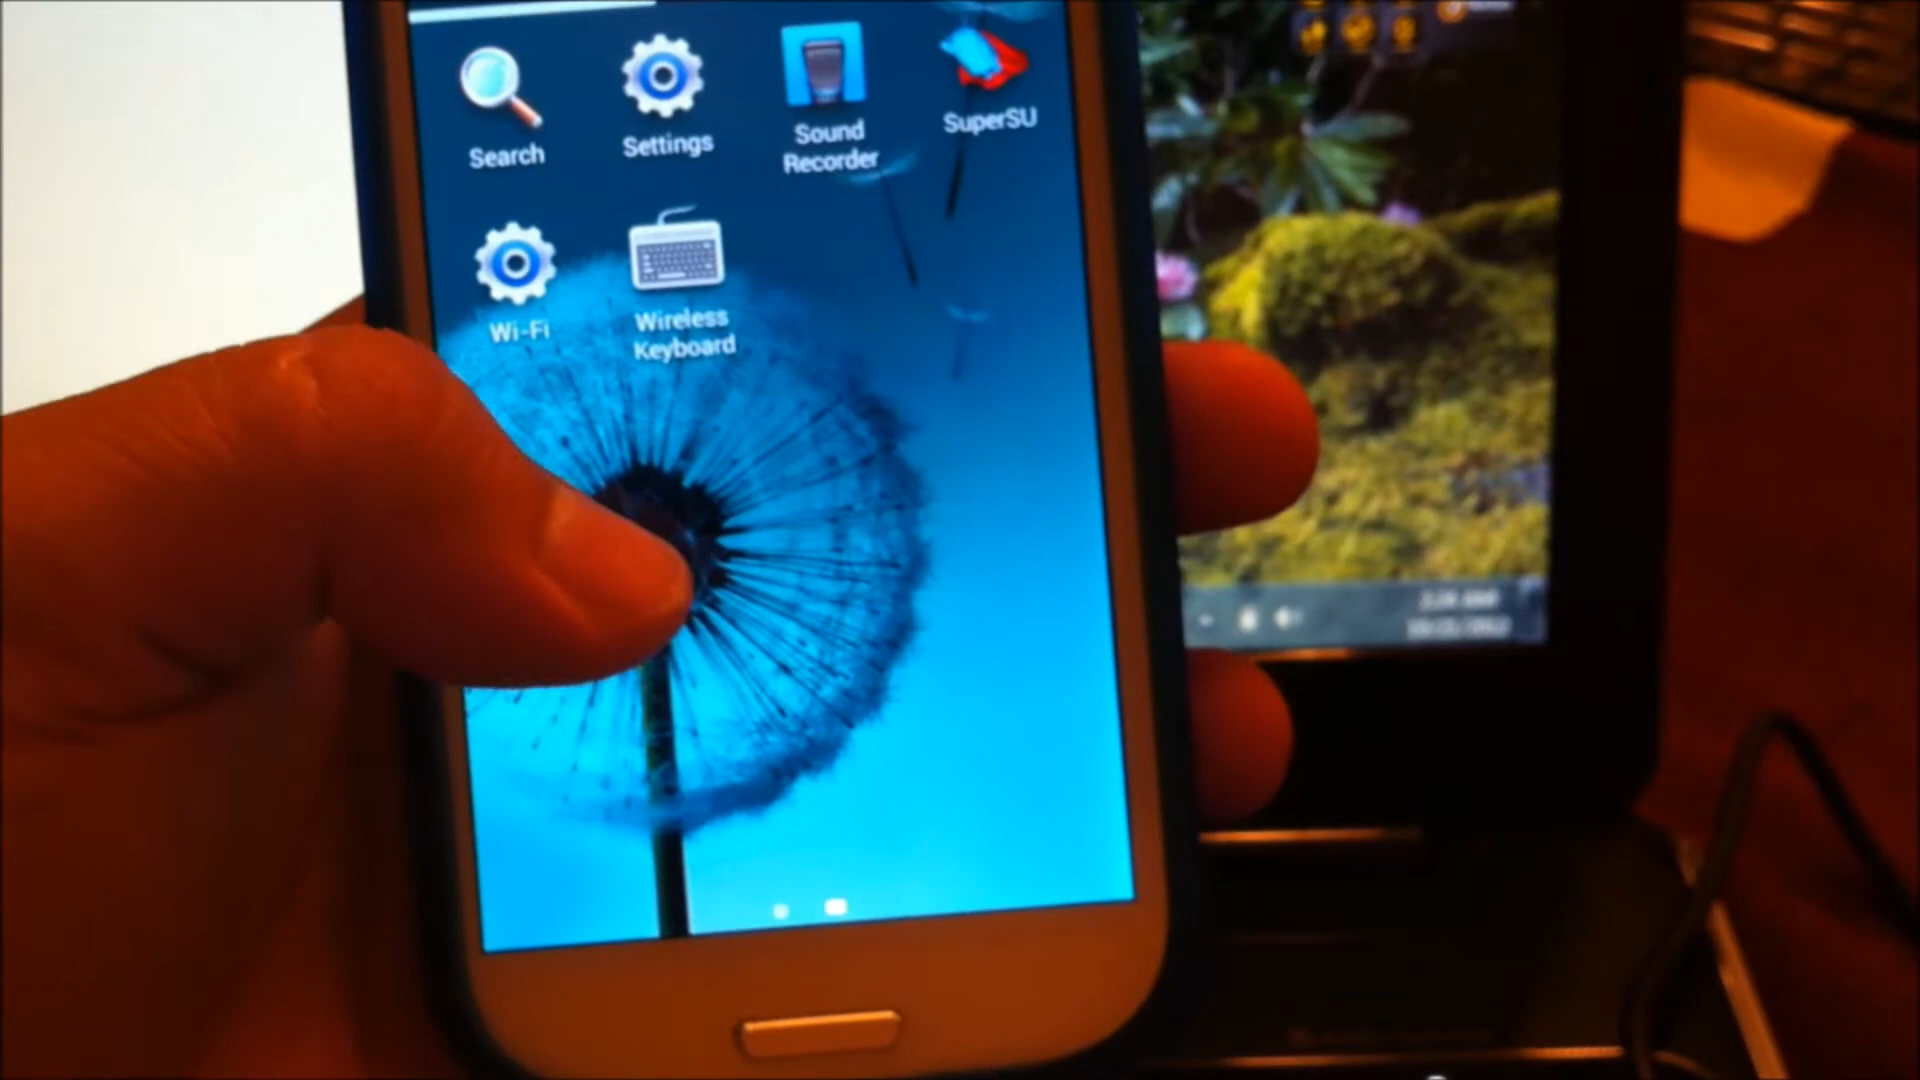 Search
Settings
Sound
Recorder
SuperSU
Wi-Fi
Wireless
Keyboard